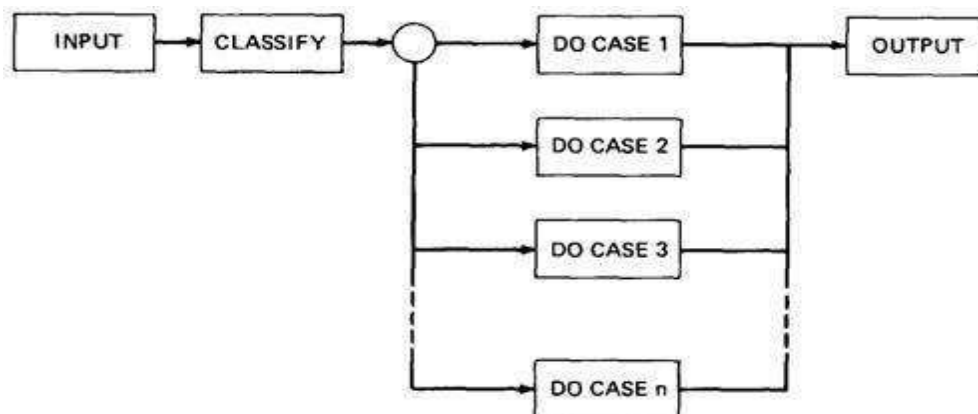 INPUT
CLASSIFY
DO CASE 1
OUTPUT
DO CASE 2
DO CASE 3
DO CASE n